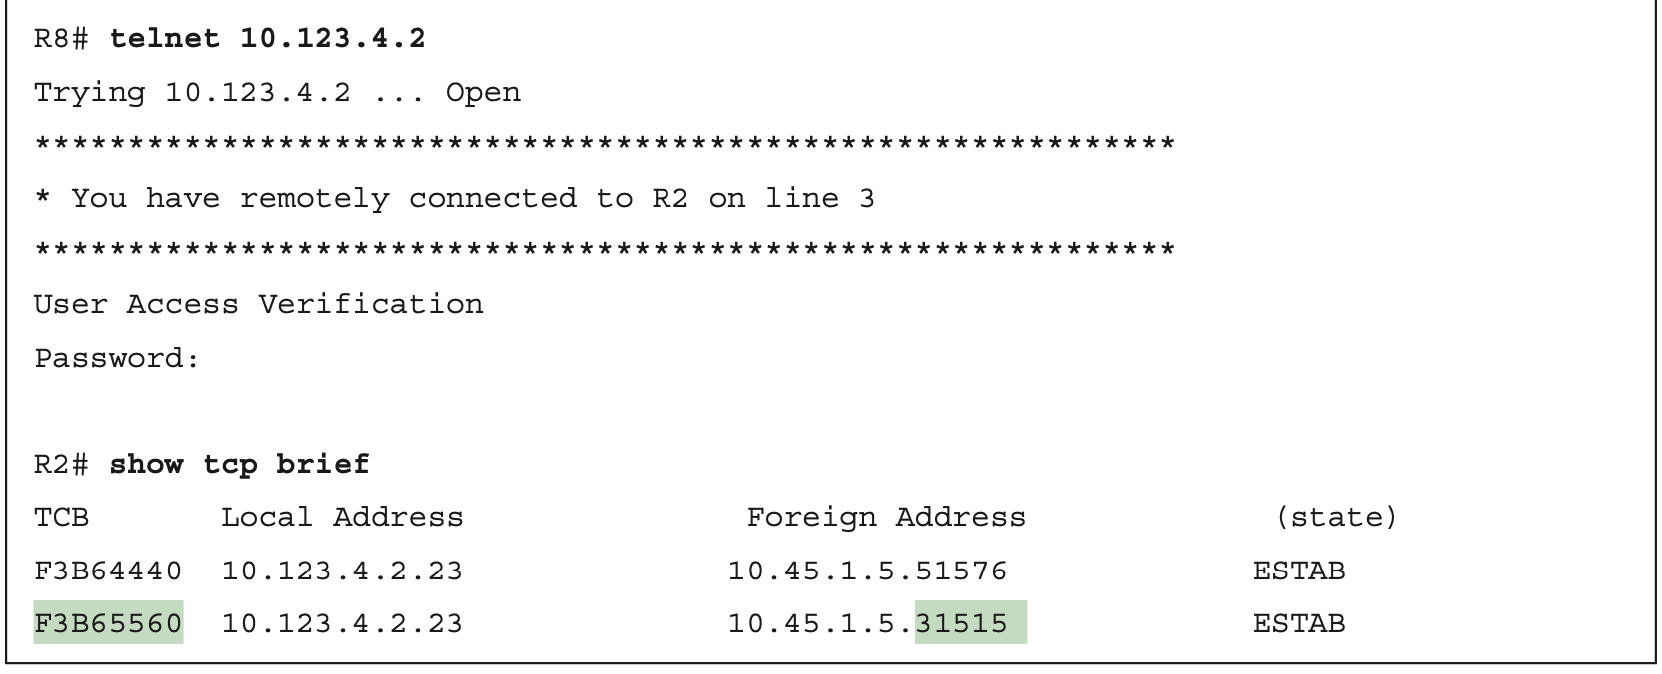 R8# telnet 10.123.4.2
Trying 10.123.4.2 ... Open
*************************************************************
* You have remotely connected to R2 on line 3
*************************************************************
User Access Verification
Password:
R2# show tcp brief
TCB       Local Address               Foreign Address             (state)
F3B64440  10.123.4.2.23              10.45.1.5.51576             ESTAB
F3B65560  10.123.4.2.23              10.45.1.5.31515             ESTAB